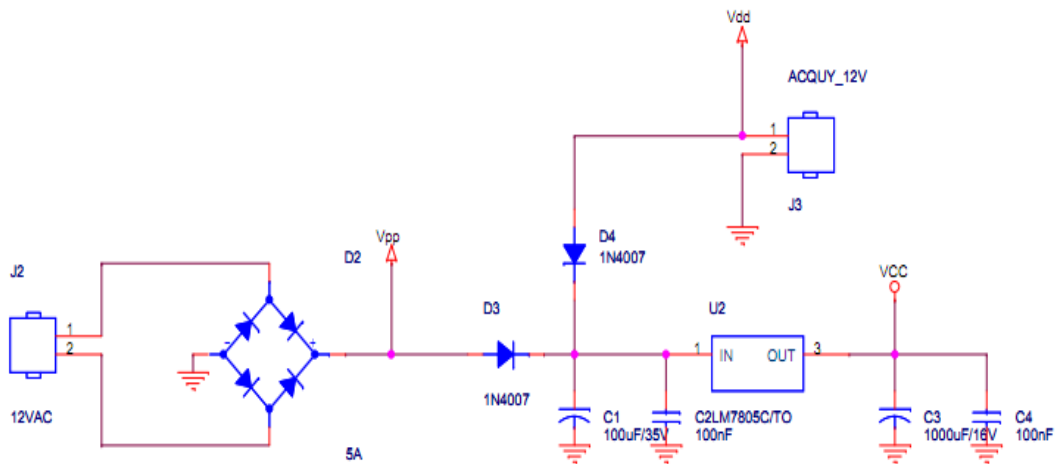 Vdd
ACQUY_12V
1
2
J3
Vpp
D4
1N4007
J2
D2
VCC
D3
U2
1
2
-
+
1
IN OUT
3
1N4007
12VAC
C1
100uF/35V
C2LM7805C/TO
100nF
C3
1000uF/16V
C4
100nF
5A